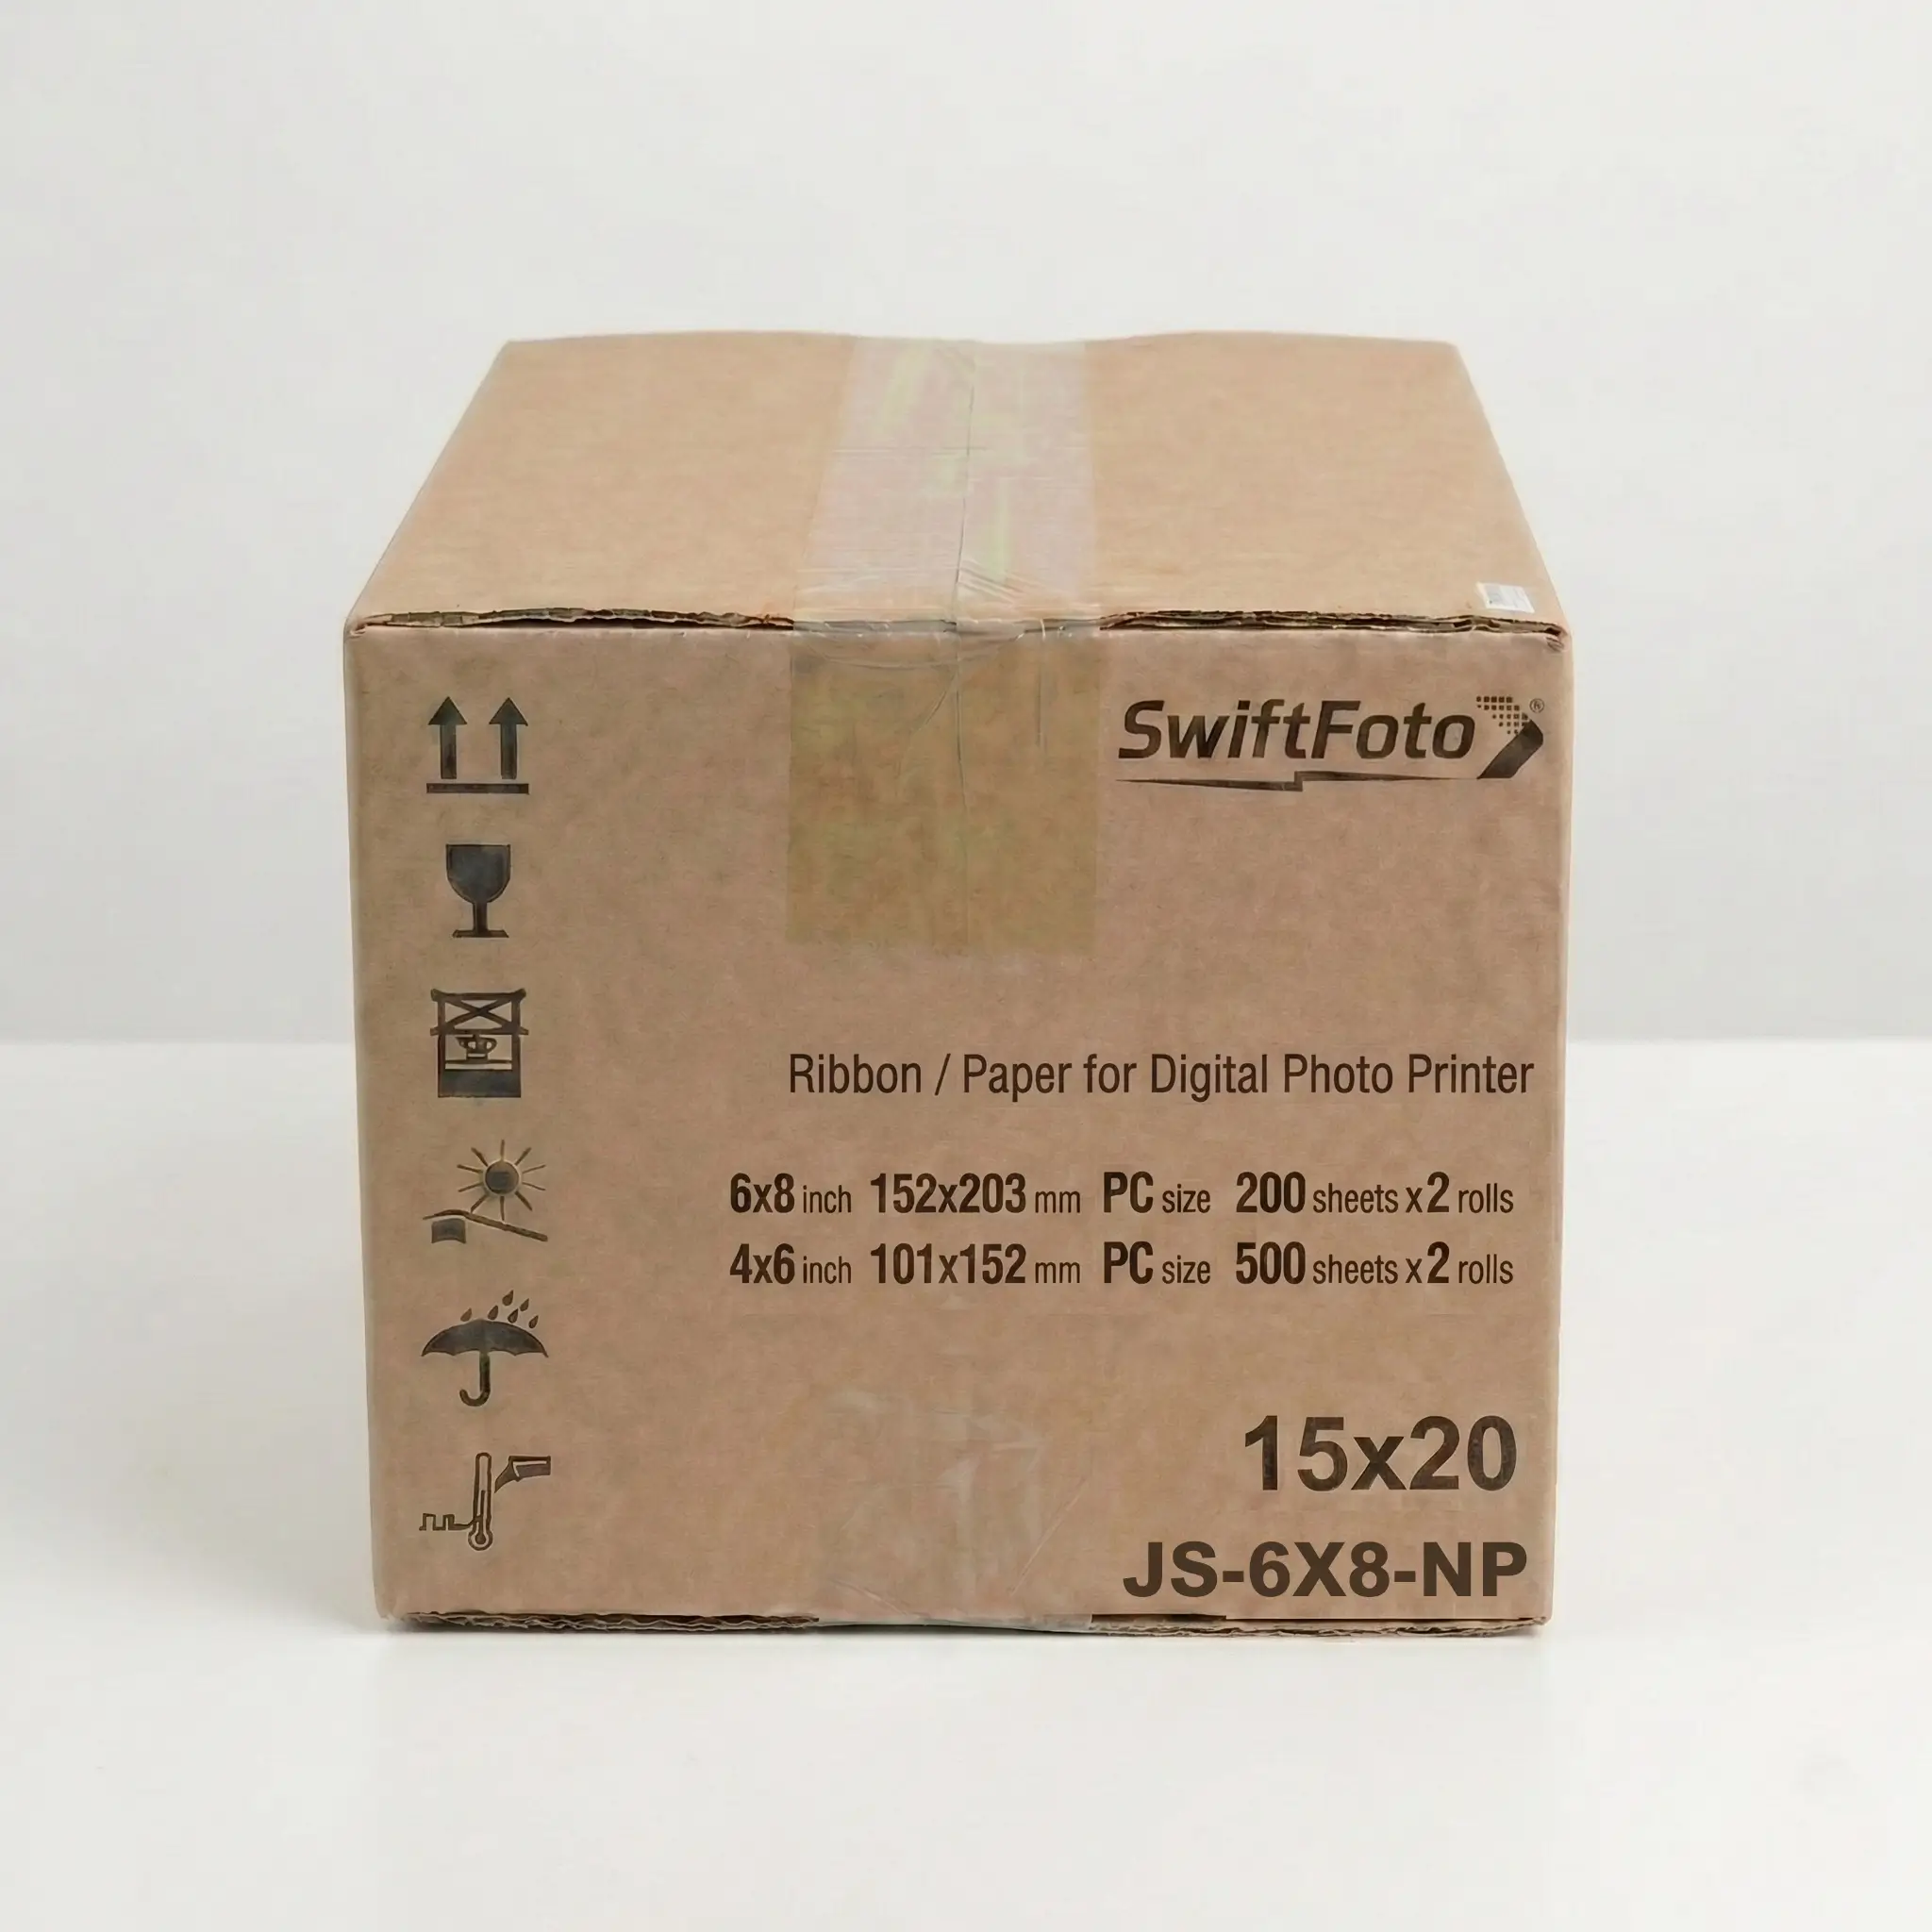 SwiftFoto ®
Ribbon / Paper for Digital Photo Printer
6x8 inch 152x203 mm PC size 200 sheets x 2 rolls
4x6 inch 101x152 mm PC size 500 sheets x 2 rolls
15x20
JS-6X8-NP